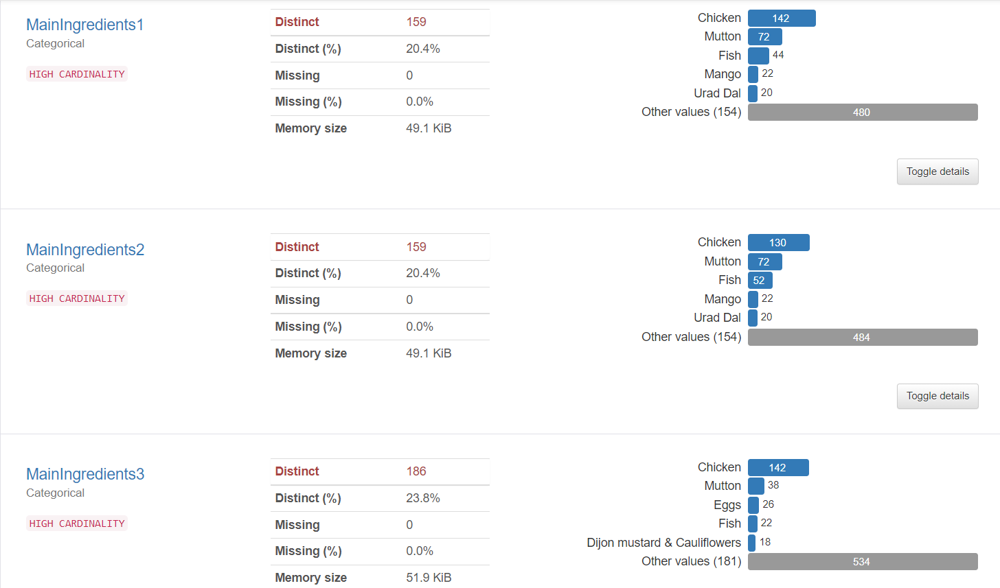 MainIngredients1
Categorical
HIGH CARDINALITY
Distinct 159
Distinct (%) 20.4%
Missing 0
Missing (%) 0.0%
Memory size 49.1 KiB
Chicken 142
Mutton 72
Fish 44
Mango 22
Urad Dal 20
Other values (154) 480
Toggle details
MainIngredients2
Categorical
HIGH CARDINALITY
Distinct 159
Distinct (%) 20.4%
Missing 0
Missing (%) 0.0%
Memory size 49.1 KiB
Chicken 130
Mutton 72
Fish 52
Mango 22
Urad Dal 20
Other values (154) 484
Toggle details
MainIngredients3
Categorical
HIGH CARDINALITY
Distinct 186
Distinct (%) 23.8%
Missing 0
Missing (%) 0.0%
Memory size 51.9 KiB
Chicken 142
Mutton 38
Eggs 26
Fish 22
Dijon mustard & Cauliflowers 18
Other values (181) 534